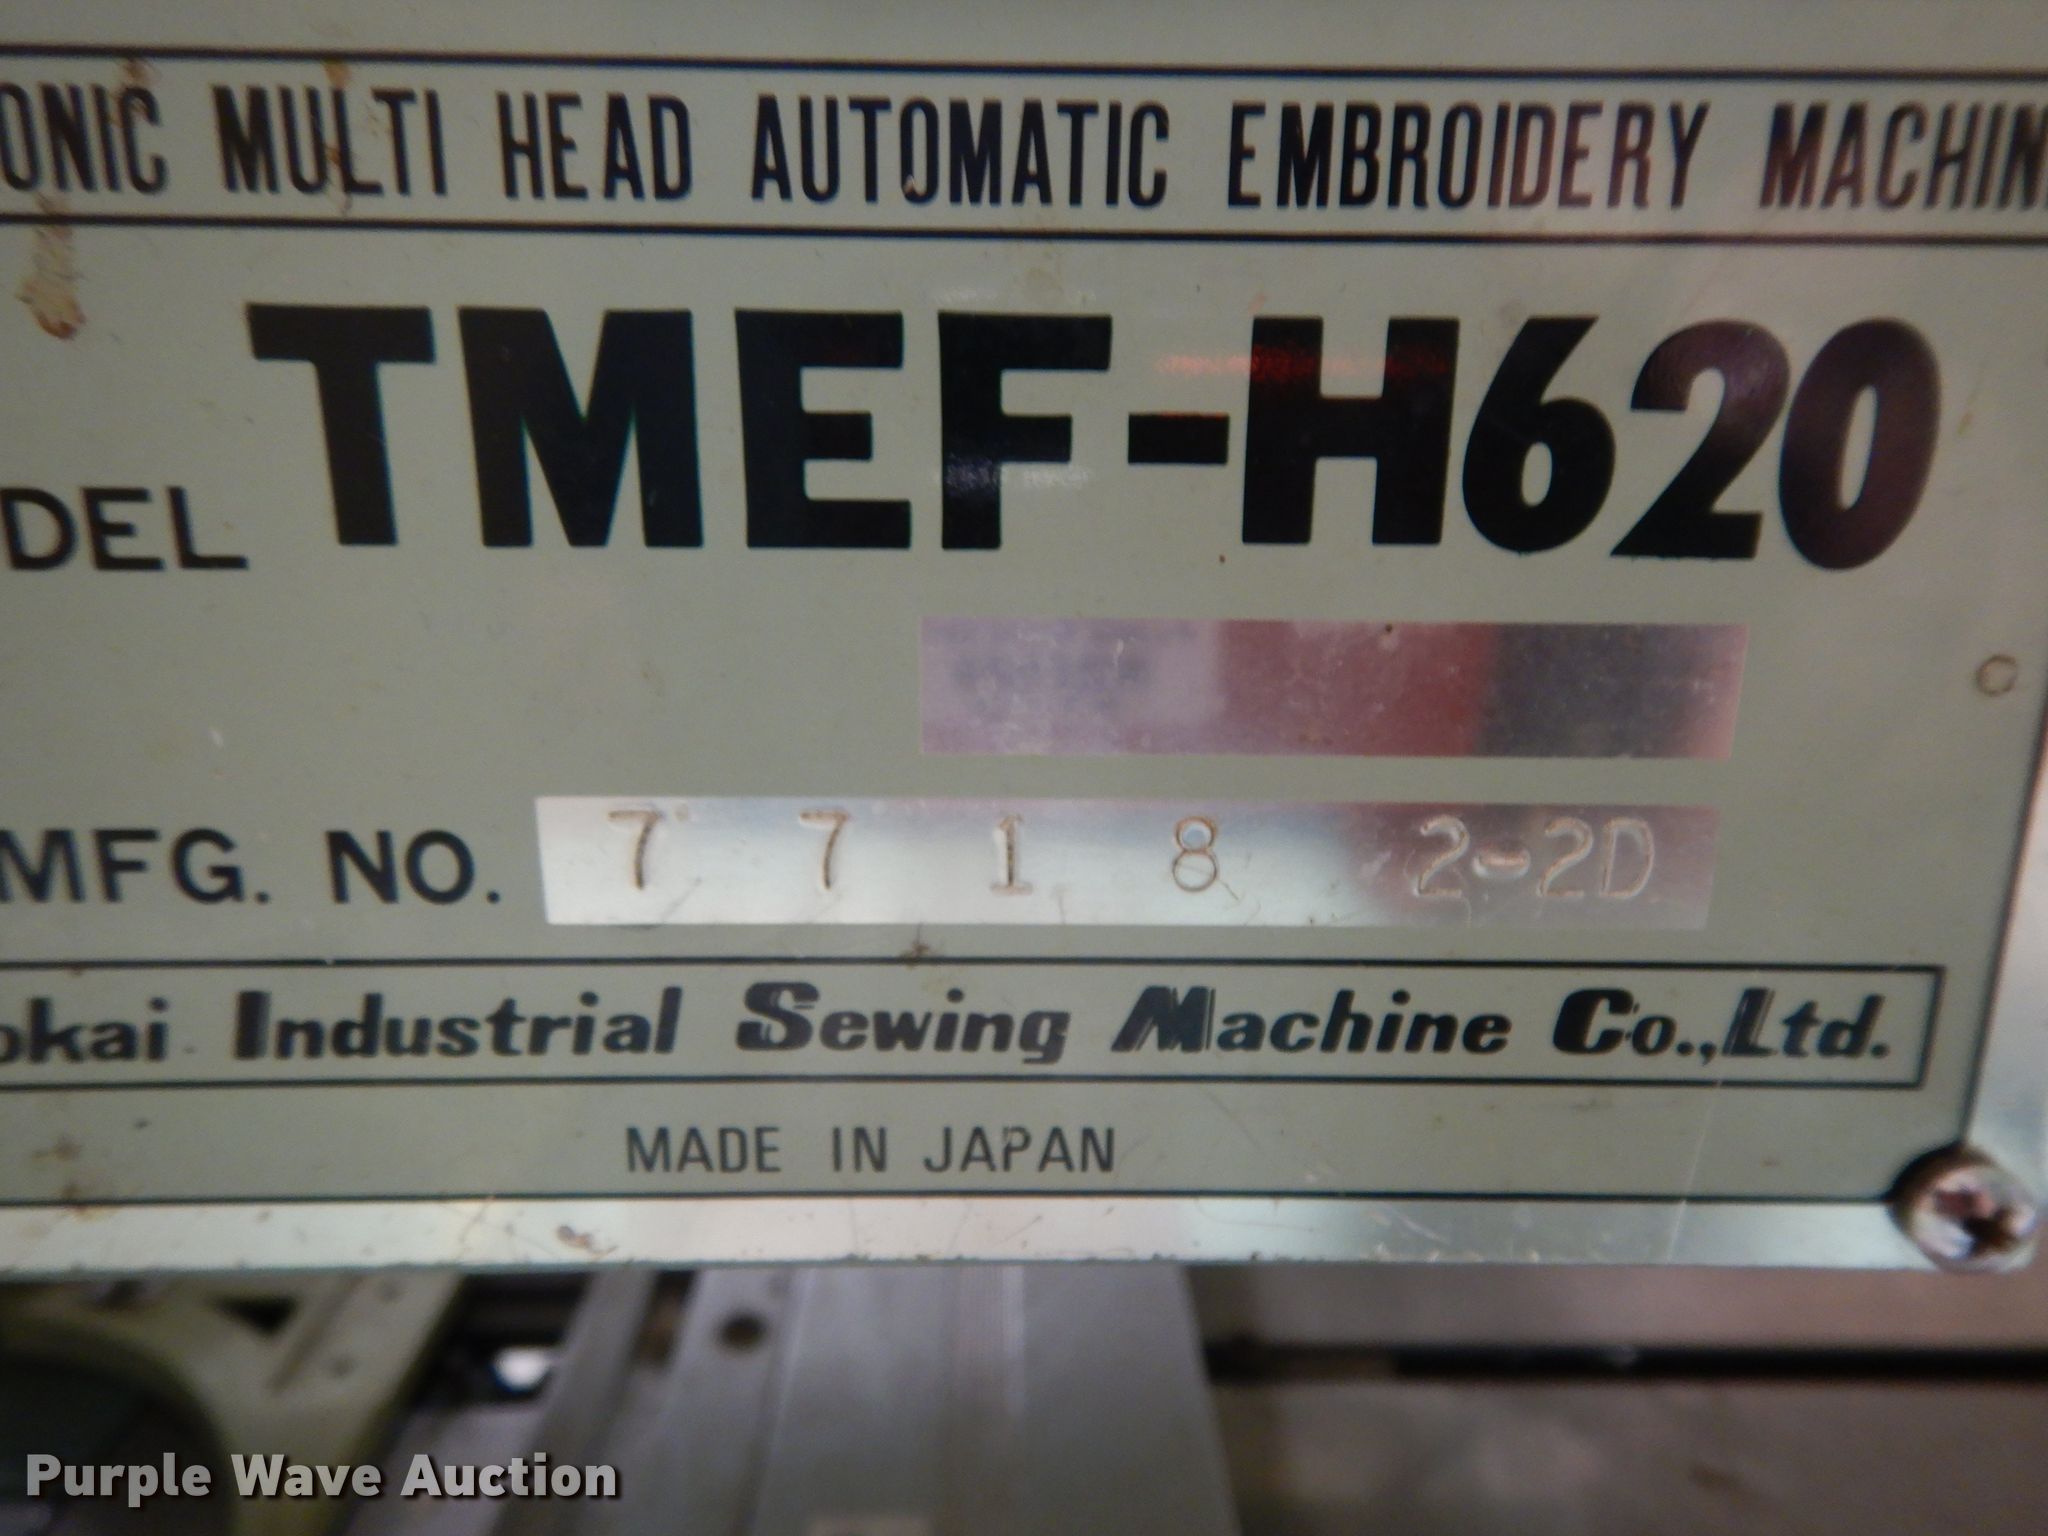 ONIC MULTI HEAD AUTOMATIC EMBROIDERY MACHIN
DEL TMEF-H620
MFG. NO. 7 7 1 8 2-2D
okai Industrial Sewing Machine Co.,Ltd.
MADE IN JAPAN
Purple Wave Auction